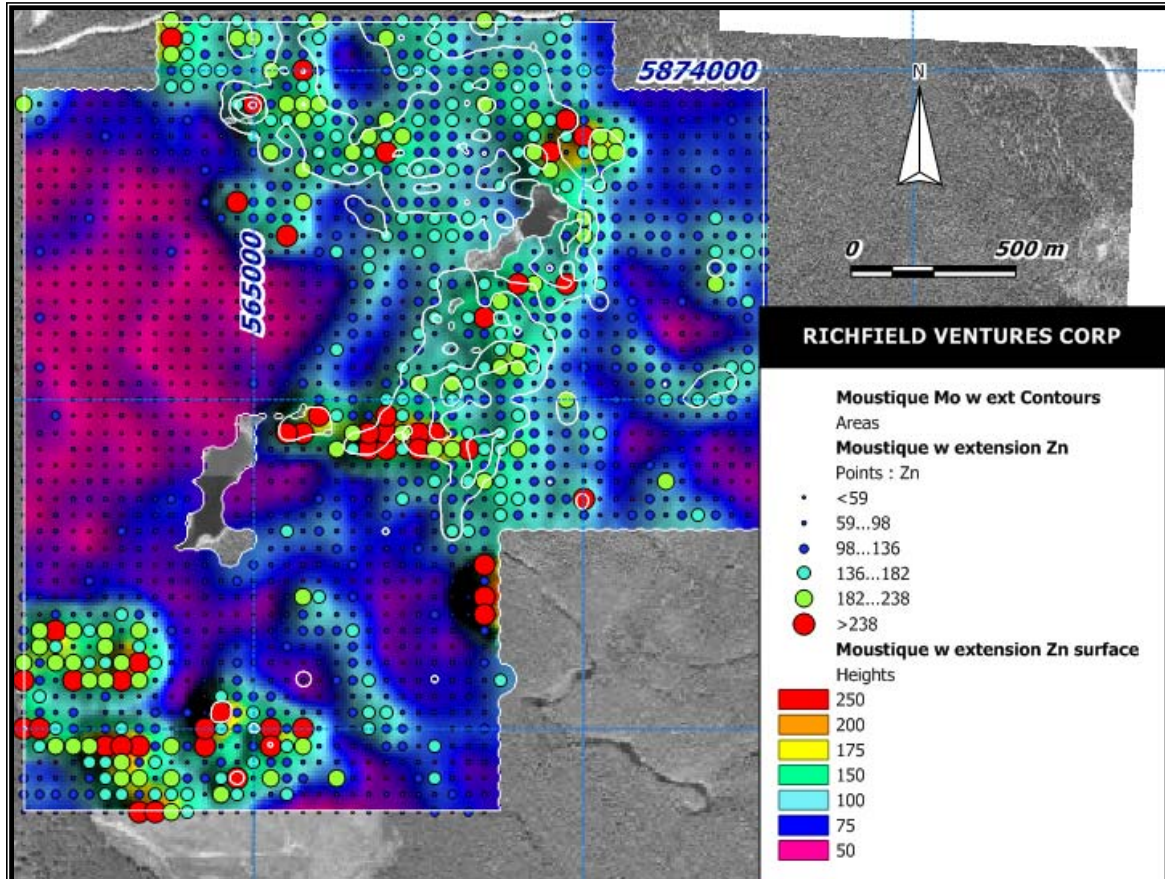 5874000
N
565000
0 500 m
RICHFIELD VENTURES CORP
Moustique Mo w ext Contours
Areas
Moustique w extension Zn
Points : Zn
<59
59...98
98...136
136...182
182...238
>238
Moustique w extension Zn surface
Heights
250
200
175
150
100
75
50